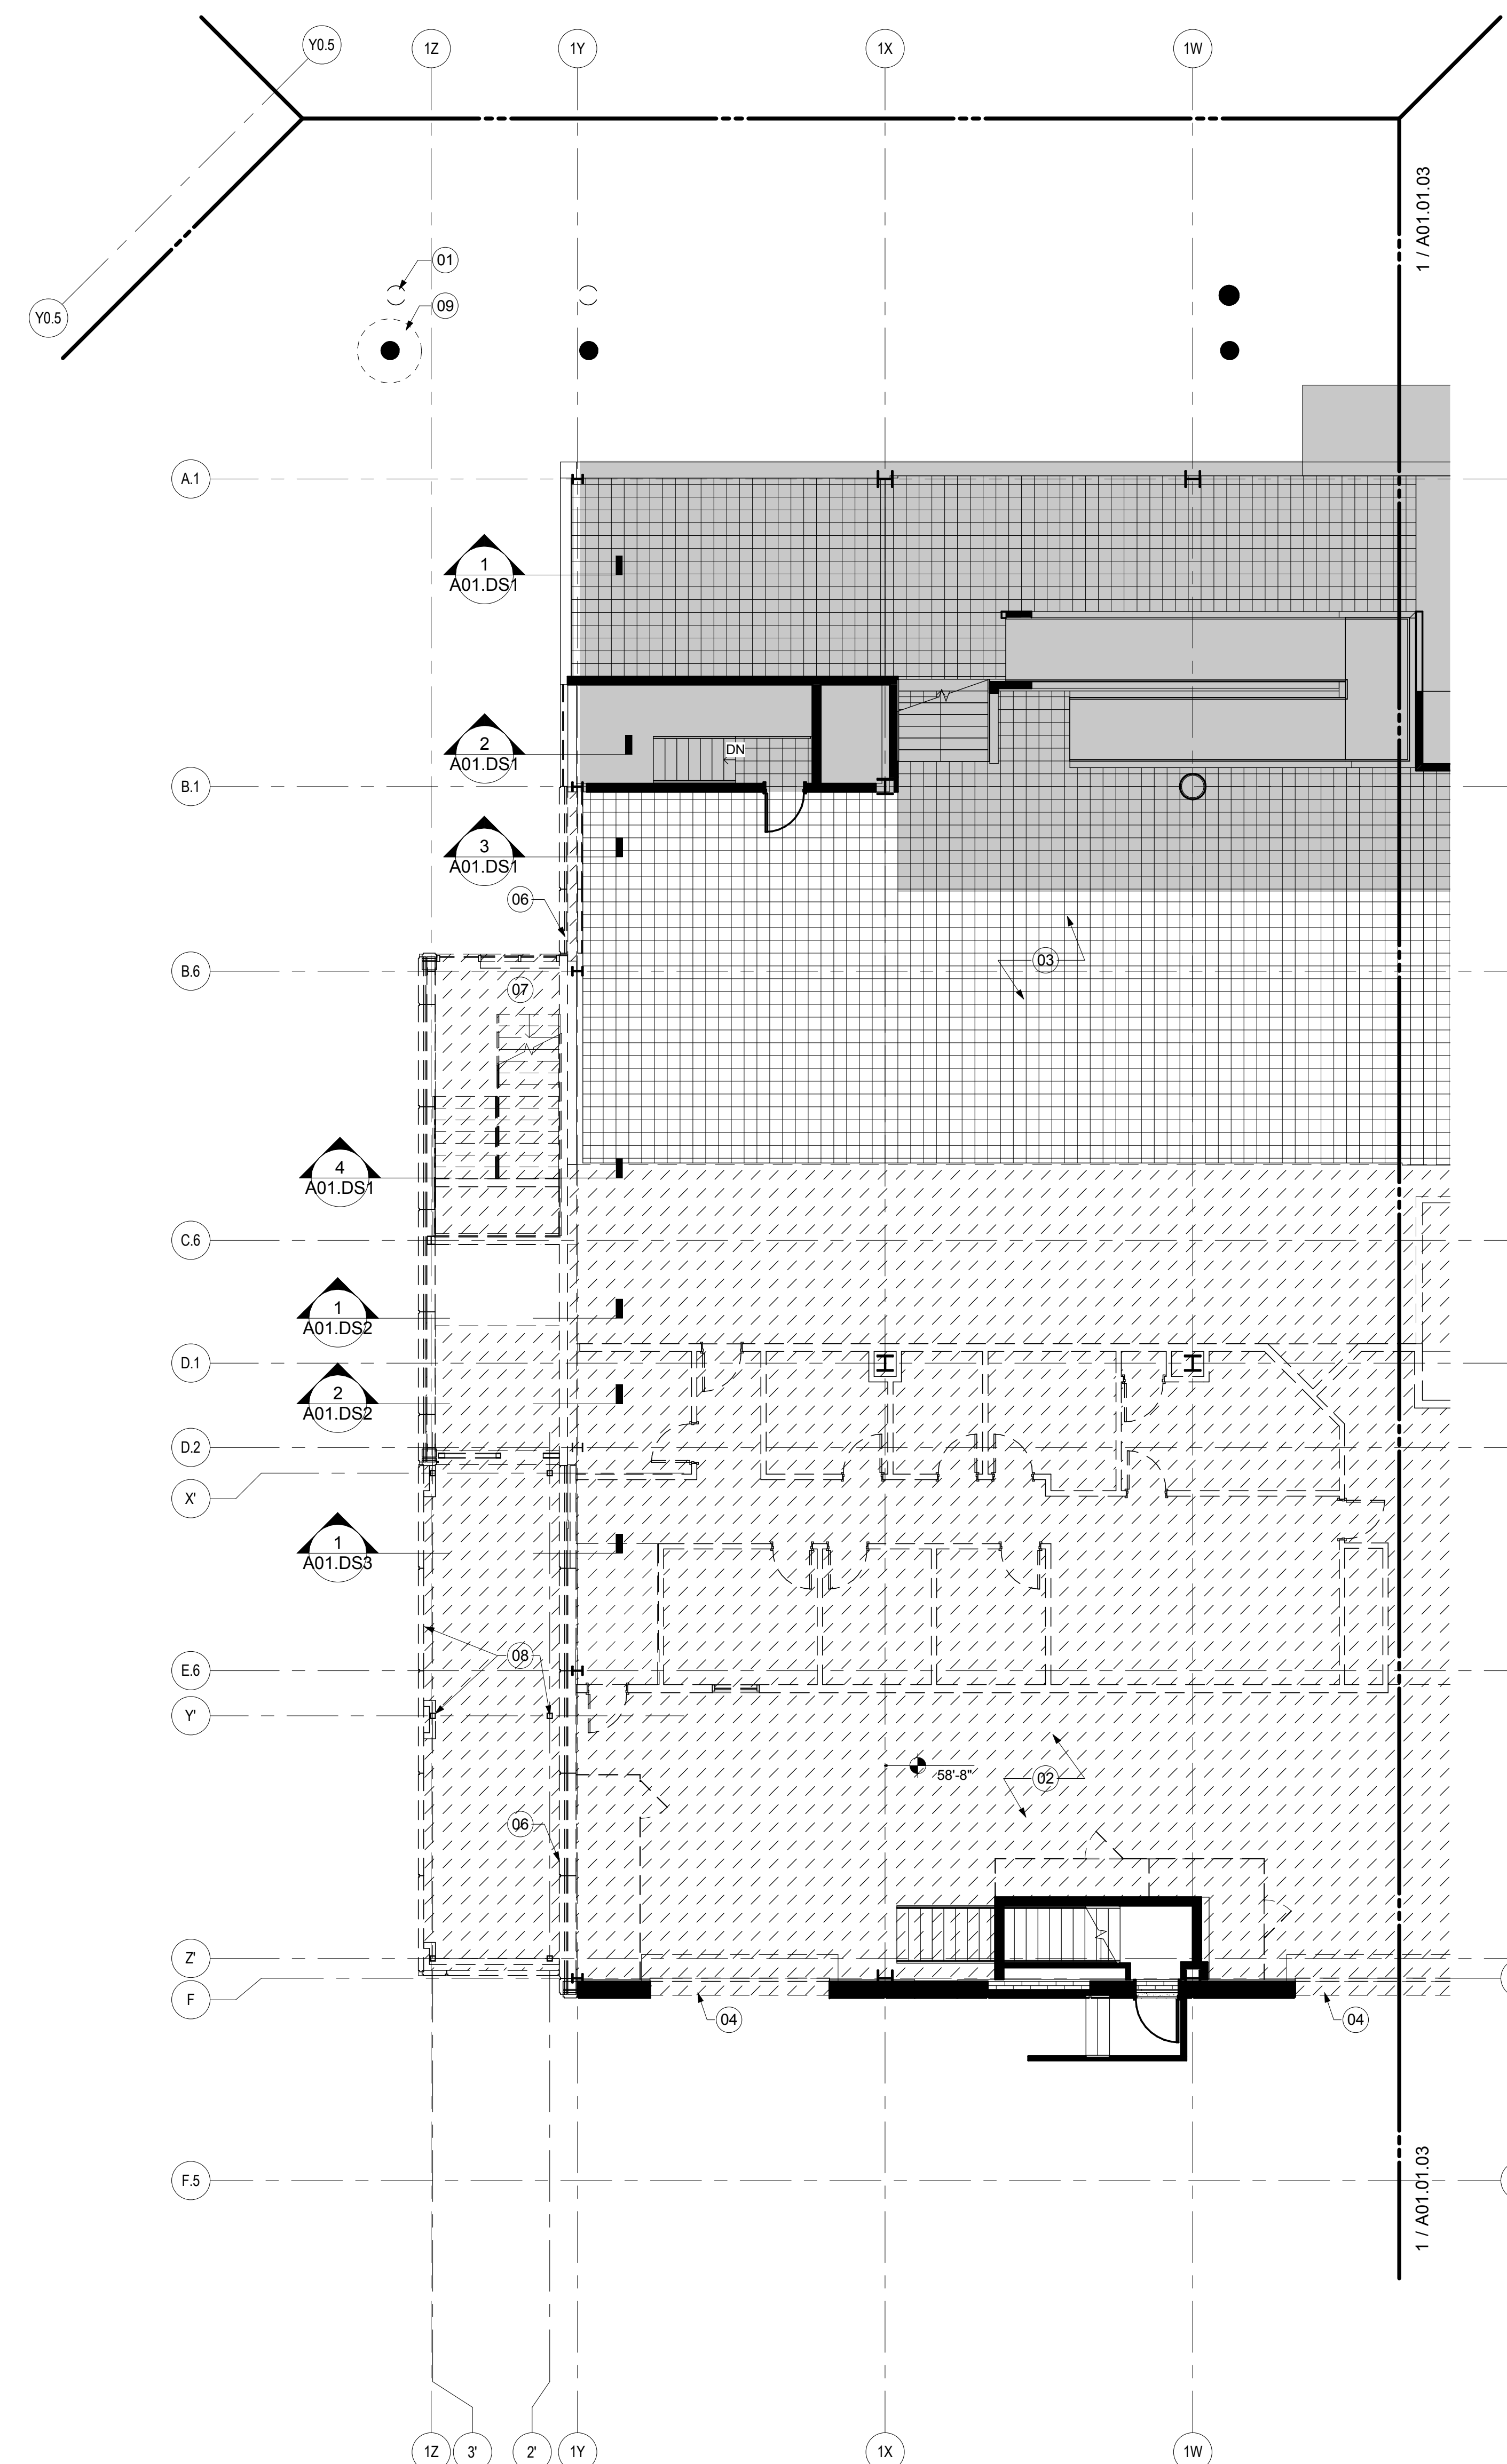 Y0.5
1Z
1Y
1X
1W
1 / A01.01.03
01
09
Y0.5
A.1
1
A01.DS1
2
A01.DS1
DN
B.1
3
A01.DS1
06
03
B.6
07
4
A01.DS1
C.6
1
A01.DS2
D.1
2
A01.DS2
D.2
X'
1
A01.DS3
08
E.6
Y'
58'-8"
02
06
Z'
F
04
04
F.5
1 / A01.01.03
1Z
3'
2'
1Y
1X
1W